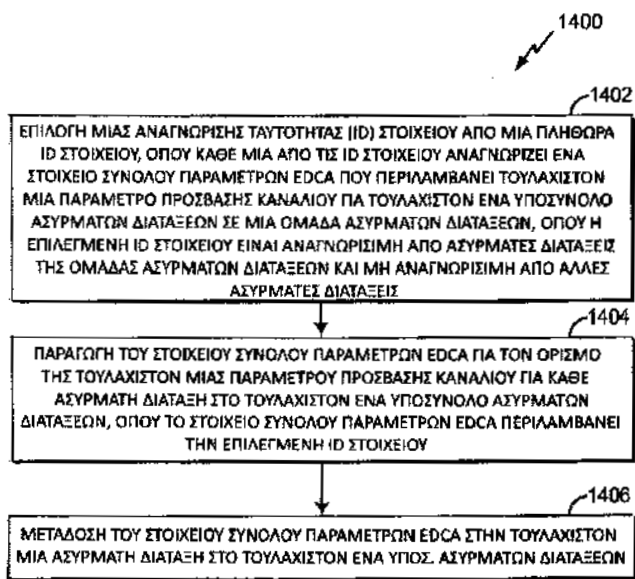 1400
1402
ΕΠΙΛΟΓΗ ΜΙΑΣ ΑΝΑΓΝΩΡΙΣΗΣ ΤΑΥΤΟΤΗΤΑΣ (ID) ΣΤΟΙΧΕΙΟΥ ΑΠΟ ΜΙΑ ΠΛΗΘΩΡΑ
ID ΣΤΟΙΧΕΙΟΥ, ΟΠΟΥ ΚΑΘΕ ΜΙΑ ΑΠΟ ΤΙΣ ID ΣΤΟΙΧΕΙΟΥ ΑΝΑΓΝΩΡΙΖΕΙ ΕΝΑ
ΣΤΟΙΧΕΙΟ ΣΥΝΟΛΟΥ ΠΑΡΑΜΕΤΡΩΝ EDCA ΠΟΥ ΠΕΡΙΛΑΜΒΑΝΕΙ ΤΟΥΛΑΧΙΣΤΟΝ
ΜΙΑ ΠΑΡΑΜΕΤΡΟ ΠΡΟΣΒΑΣΗΣ ΚΑΝΑΛΙΟΥ ΓΙΑ ΤΟΥΛΑΧΙΣΤΟΝ ΕΝΑ ΥΠΟΣΥΝΟΛΟ
ΑΣΥΡΜΑΤΩΝ ΔΙΑΤΑΞΕΩΝ ΣΕ ΜΙΑ ΟΜΑΔΑ ΑΣΥΡΜΑΤΩΝ ΔΙΑΤΑΞΕΩΝ, ΟΠΟΥ Η
ΕΠΙΛΕΓΜΕΝΗ ID ΣΤΟΙΧΕΙΟΥ ΕΙΝΑΙ ΑΝΑΓΝΩΡΙΣΙΜΗ ΑΠΟ ΑΣΥΡΜΑΤΕΣ ΔΙΑΤΑΞΕΙΣ
ΤΗΣ ΟΜΑΔΑΣ ΑΣΥΡΜΑΤΩΝ ΔΙΑΤΑΞΕΩΝ ΚΑΙ ΜΗ ΑΝΑΓΝΩΡΙΣΙΜΗ ΑΠΟ ΑΛΛΕΣ
ΑΣΥΡΜΑΤΕΣ ΔΙΑΤΑΞΕΙΣ
1404
ΠΑΡΑΓΩΓΗ ΤΟΥ ΣΤΟΙΧΕΙΟΥ ΣΥΝΟΛΟΥ ΠΑΡΑΜΕΤΡΩΝ EDCA ΓΙΑ ΤΟΝ ΟΡΙΣΜΟ
ΤΗΣ ΤΟΥΛΑΧΙΣΤΟΝ ΜΙΑΣ ΠΑΡΑΜΕΤΡΟΥ ΠΡΟΣΒΑΣΗΣ ΚΑΝΑΛΙΟΥ ΓΙΑ ΚΑΘΕ
ΑΣΥΡΜΑΤΗ ΔΙΑΤΑΞΗ ΣΤΟ ΤΟΥΛΑΧΙΣΤΟΝ ΕΝΑ ΥΠΟΣΥΝΟΛΟ ΑΣΥΡΜΑΤΩΝ
ΔΙΑΤΑΞΕΩΝ, ΟΠΟΥ ΤΟ ΣΤΟΙΧΕΙΟ ΣΥΝΟΛΟΥ ΠΑΡΑΜΕΤΡΩΝ EDCA ΠΕΡΙΛΑΜΒΑΝΕΙ
ΤΗΝ ΕΠΙΛΕΓΜΕΝΗ ID ΣΤΟΙΧΕΙΟΥ
1406
ΜΕΤΑΔΟΣΗ ΤΟΥ ΣΤΟΙΧΕΙΟΥ ΣΥΝΟΛΟΥ ΠΑΡΑΜΕΤΡΩΝ EDCA ΣΤΗΝ ΤΟΥΛΑΧΙΣΤΟΝ
ΜΙΑ ΑΣΥΡΜΑΤΗ ΔΙΑΤΑΞΗ ΣΤΟ ΤΟΥΛΑΧΙΣΤΟΝ ΕΝΑ ΥΠΟΣ. ΑΣΥΡΜΑΤΩΝ ΔΙΑΤΑΞΕΩΝ